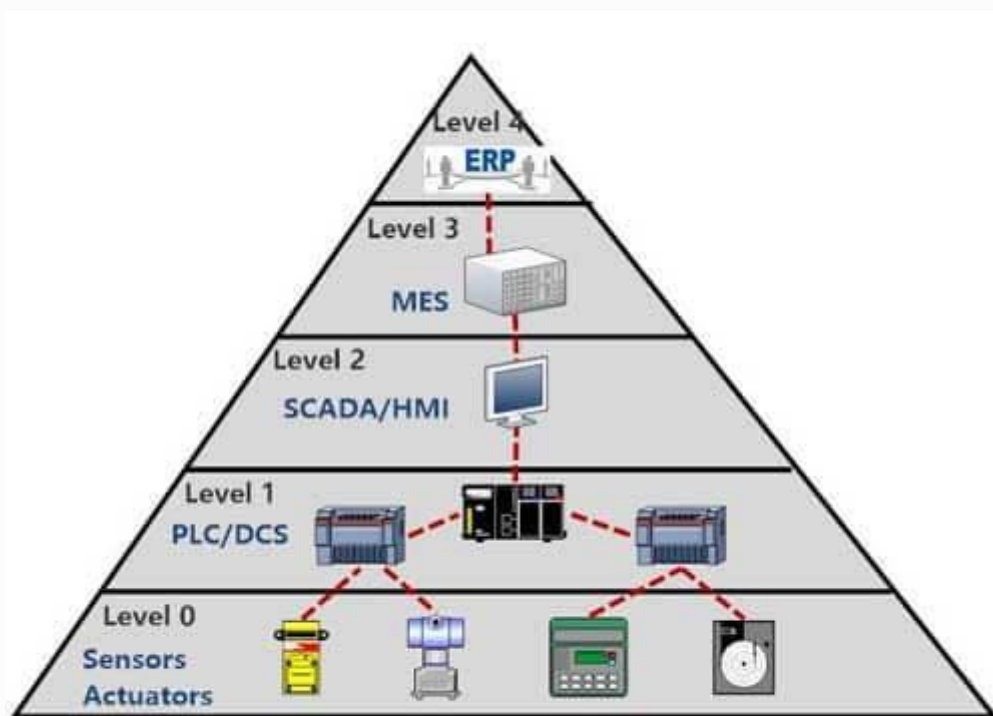 Level 4
ERP
Level 3
MES
Level 2
SCADA/HMI
Level 1
PLC/DCS
Level 0
Sensors
Actuators